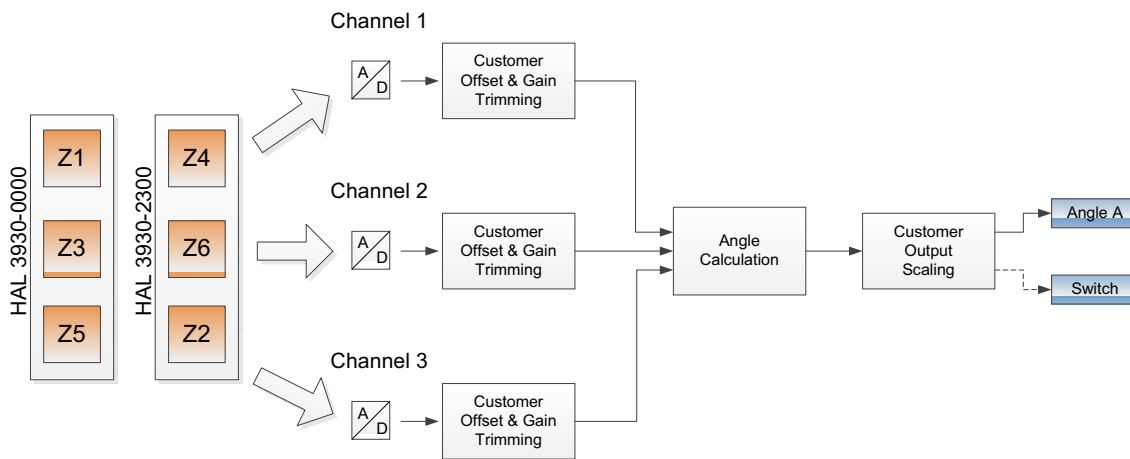 Channel 1
A
D
Customer
Offset & Gain
Trimming
HAL 3930-0000
Z1
Z3
Z5
HAL 3930-2300
Z4
Z6
Z2
Channel 2
A
D
Customer
Offset & Gain
Trimming
Angle
Calculation
Customer
Output
Scaling
Angle A
Switch
Channel 3
A
D
Customer
Offset & Gain
Trimming